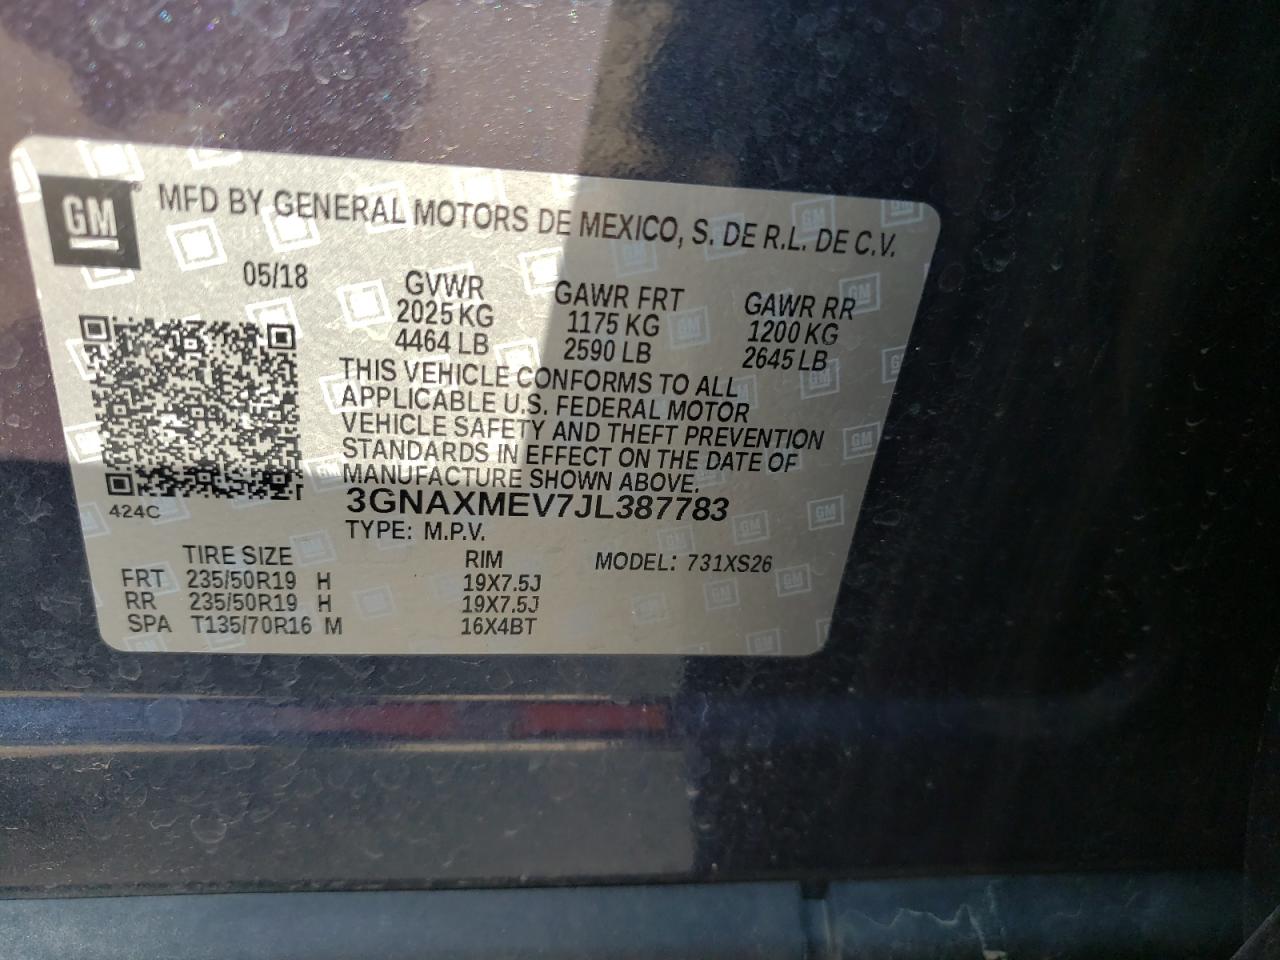 GM® MFD BY GENERAL MOTORS DE MEXICO, S. DE R.L. DE C.V.
05/18 GVWR GAWR FRT GAWR RR
2025 KG 1175 KG 1200 KG
4464 LB 2590 LB 2645 LB
THIS VEHICLE CONFORMS TO ALL
APPLICABLE U.S. FEDERAL MOTOR
VEHICLE SAFETY AND THEFT PREVENTION
STANDARDS IN EFFECT ON THE DATE OF
MANUFACTURE SHOWN ABOVE.
424C 3GNAXMEV7JL387783
TYPE: M.P.V.
TIRE SIZE RIM MODEL: 731XS26
FRT 235/50R19 H 19X7.5J
RR 235/50R19 H 19X7.5J
SPA T135/70R16 M 16X4BT